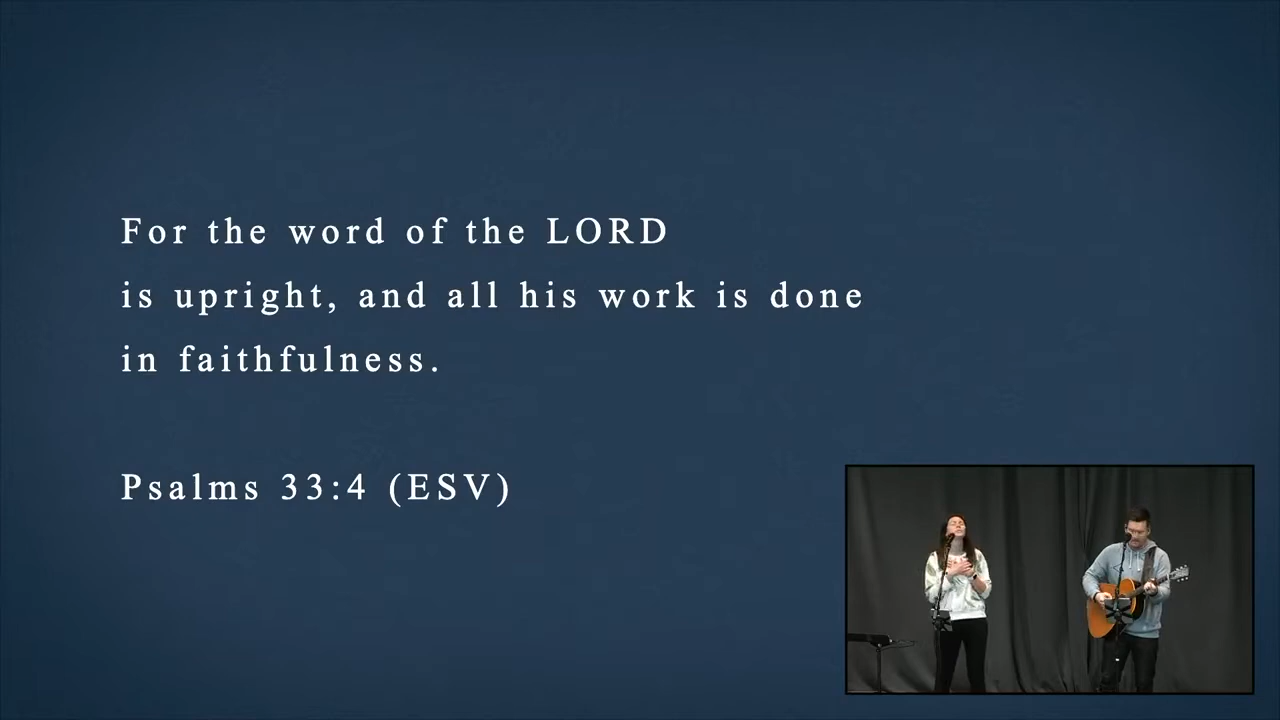 For the word of the LORD
is upright, and all his work is done
in faithfulness.
Psalms 33:4 (ESV)